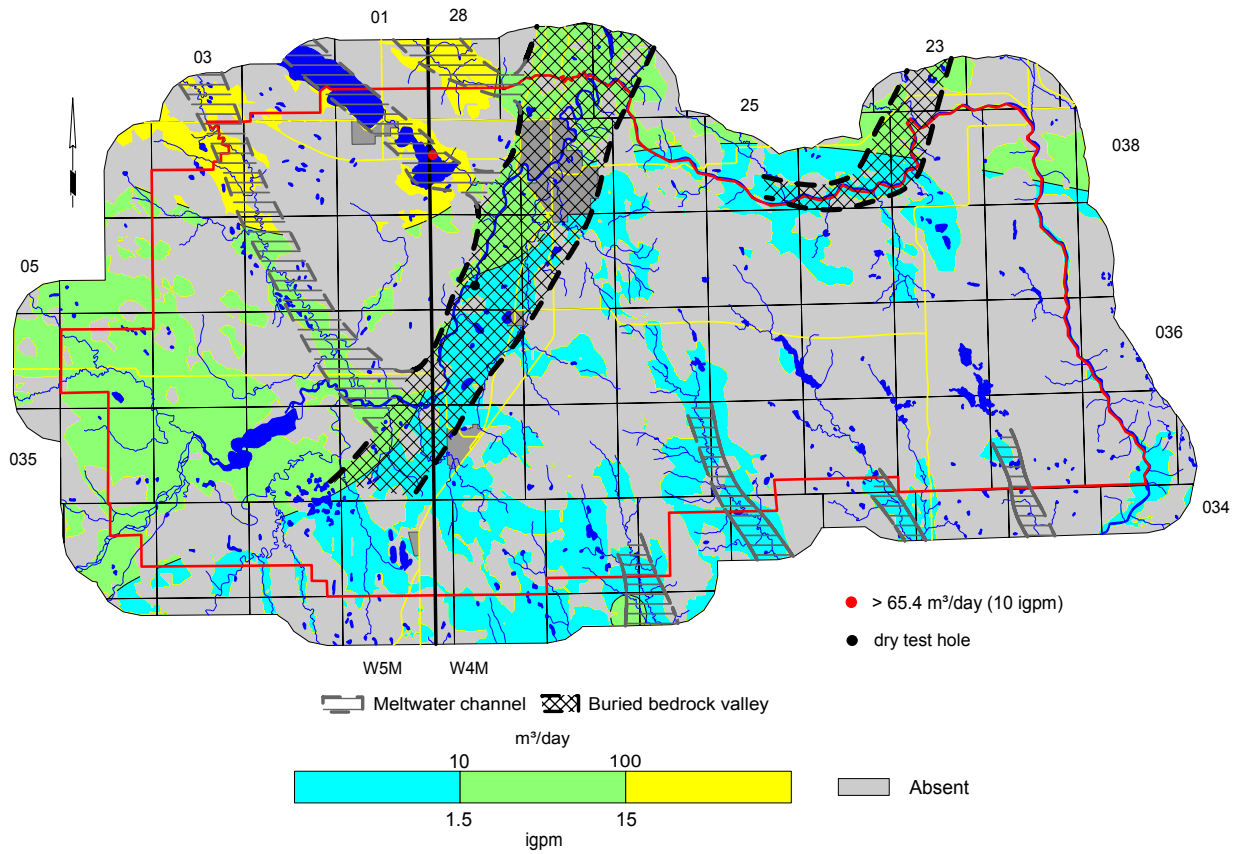 01
28
03
23
25
038
05
036
035
034
> 65.4 m³/day (10 igpm)
dry test hole
W5M
W4M
Meltwater channel
Buried bedrock valley
m³/day
10
100
Absent
1.5
15
igpm